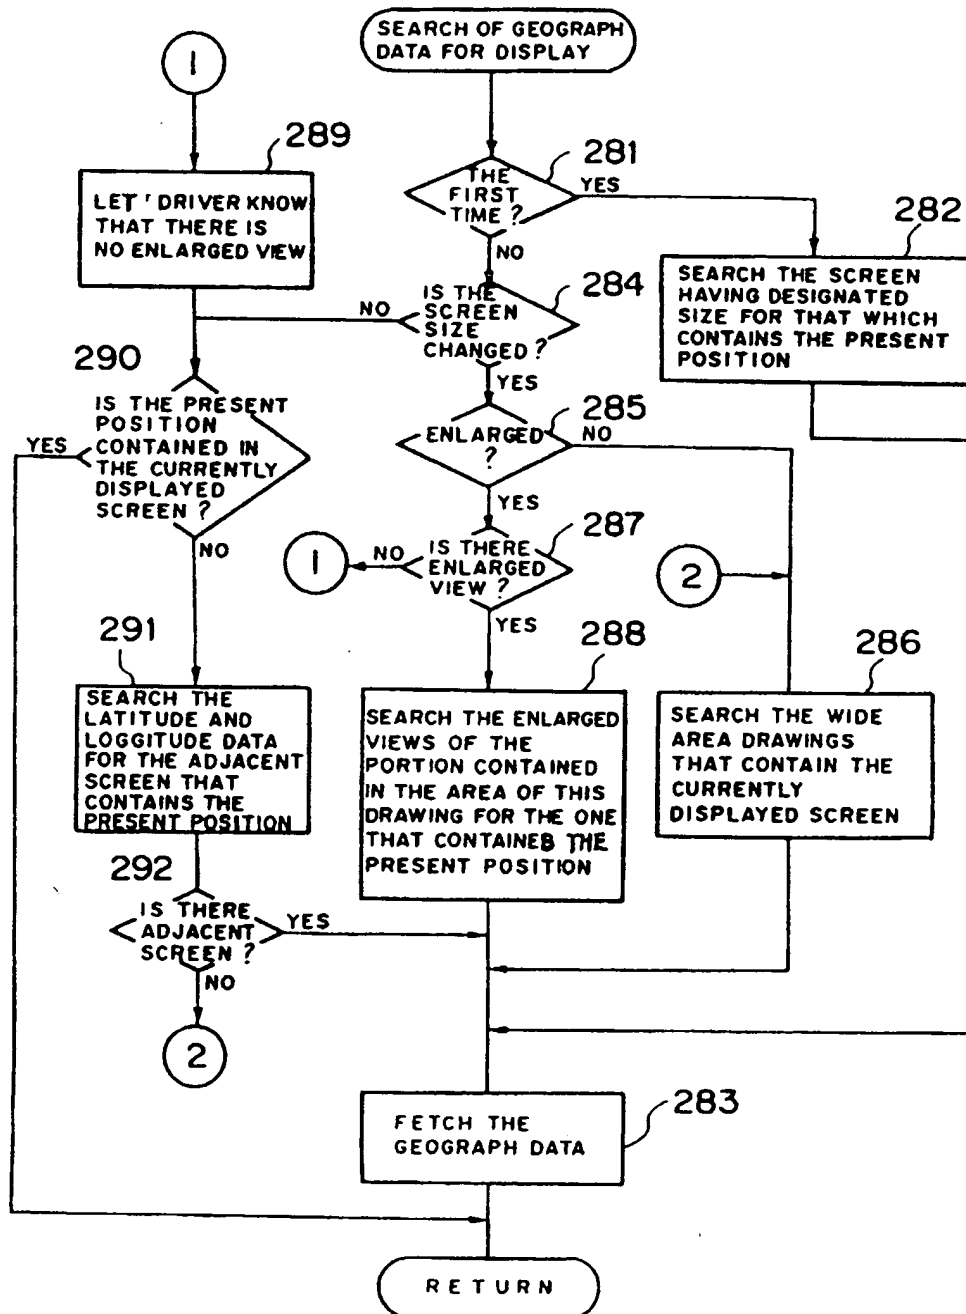 SEARCH OF GEOGRAPH
DATA FOR DISPLAY
1
289
LET' DRIVER KNOW
THAT THERE IS
NO ENLARGED VIEW
281
THE
FIRST
TIME ?
YES
NO
282
SEARCH THE SCREEN
HAVING DESIGNATED
SIZE FOR THAT WHICH
CONTAINS THE PRESENT
POSITION
284
IS THE
SCREEN
SIZE
CHANGED ?
NO
YES
290
IS THE PRESENT
POSITION
CONTAINED IN
THE CURRENTLY
DISPLAYED
SCREEN ?
YES
NO
285
ENLARGED
?
NO
YES
287
IS THERE
ENLARGED
VIEW ?
NO
1
YES
2
291
SEARCH THE
LATITUDE AND
LOGGITUDE DATA
FOR THE ADJACENT
SCREEN THAT
CONTAINS THE
PRESENT POSITION
288
SEARCH THE ENLARGED
VIEWS OF THE
PORTION CONTAINED
IN THE AREA OF THIS
DRAWING FOR THE ONE
THAT CONTAINES THE
PRESENT POSITION
286
SEARCH THE WIDE
AREA DRAWINGS
THAT CONTAIN THE
CURRENTLY
DISPLAYED SCREEN
292
IS THERE
ADJACENT
SCREEN ?
YES
NO
2
283
FETCH THE
GEOGRAPH DATA
RETURN